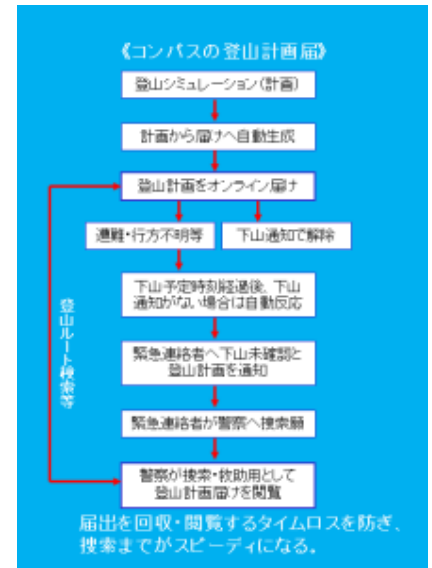 《コンパスの登山計画届》
登山シミュレーション(計画)
計画から届けへ自動生成
登山計画をオンライン届け
遭難・行方不明等
下山通知で解除
下山予定時刻経過後、下山
通知がない場合は自動反応
緊急連絡者へ下山未確認と
登山計画を通知
緊急連絡者が警察へ捜索願
警察が捜索・救助用として
登山計画届けを閲覧
登山ルート検索等
届出を回収・閲覧するタイムロスを防ぎ、
捜索までがスピーディになる。